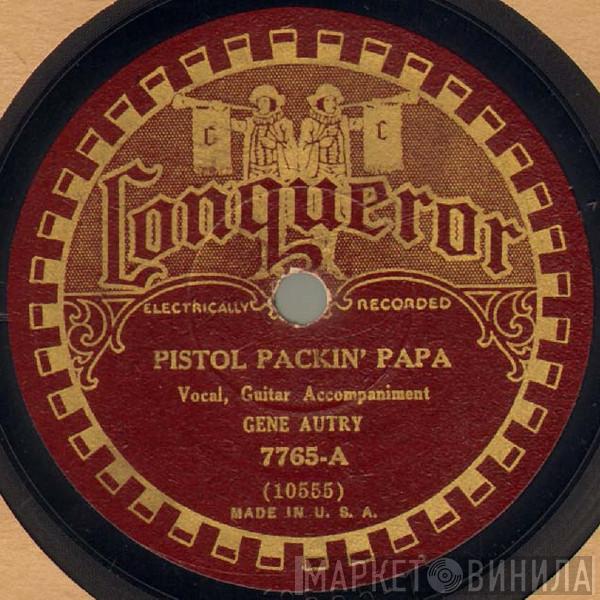 C C
Conqueror
ELECTRICALLY RECORDED
PISTOL PACKIN' PAPA
Vocal, Guitar Accompaniment
GENE AUTRY
7765-A
(10555)
MADE IN U. S. A.
МАРКЕТ ВИНИЛА